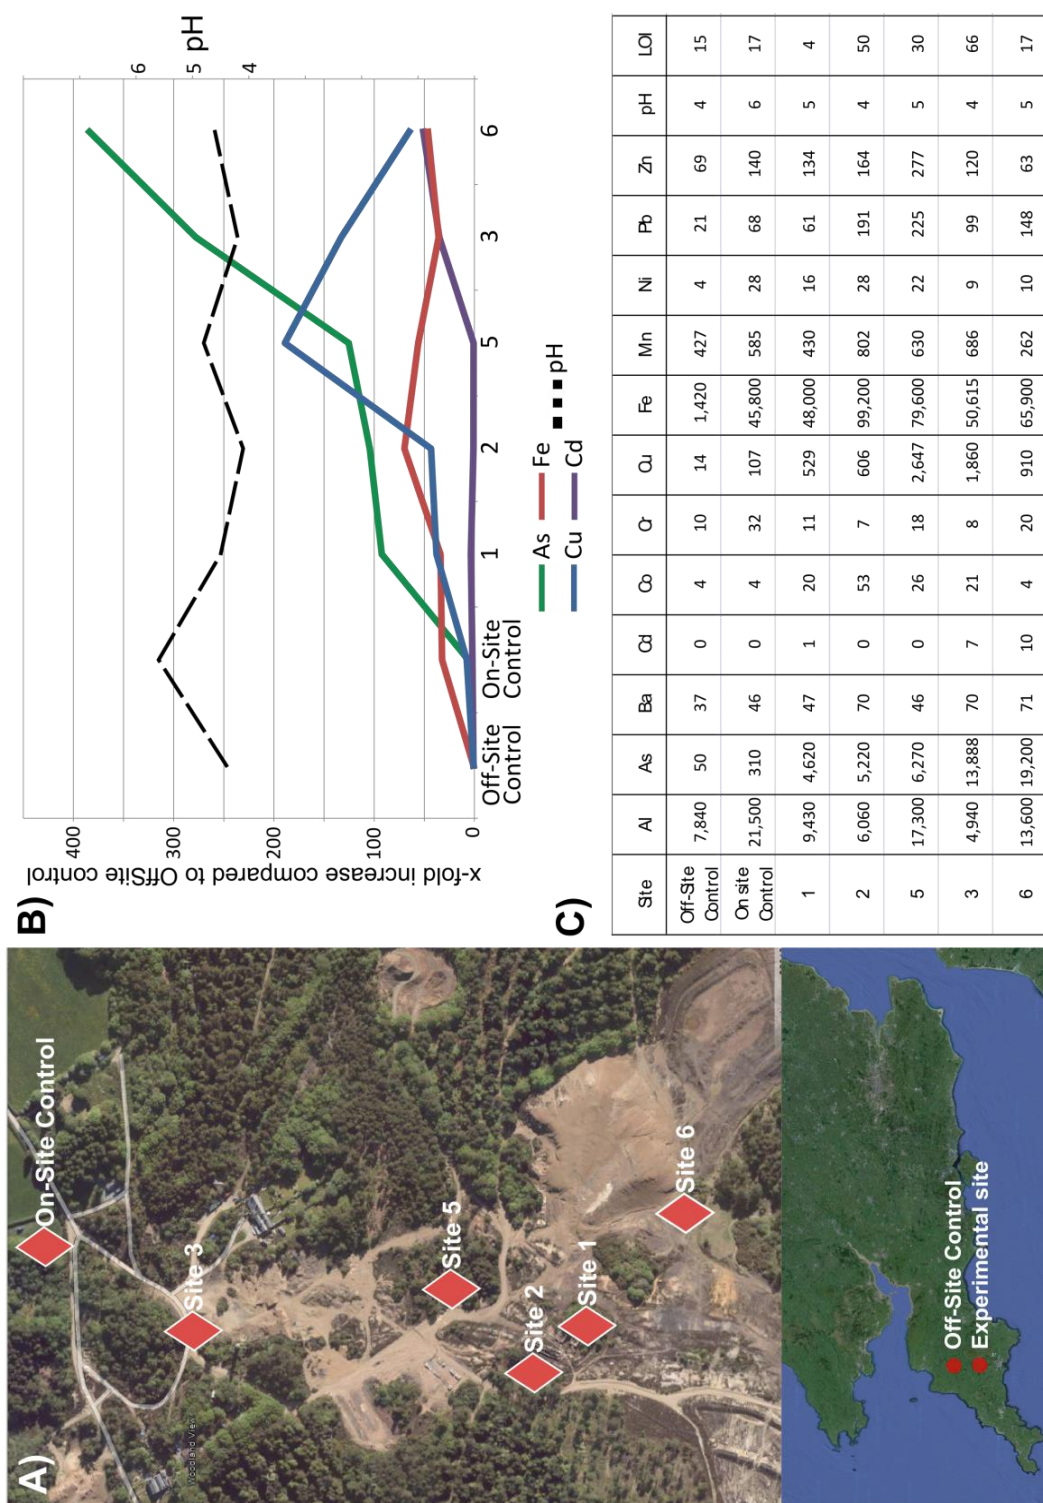 A)
On-Site Control
Site 3
Site 5
Site 2
Site 1
Site 6
Woodland View
Off-Site Control
Experimental site
B)
x-fold increase compared to OffSite control
400
300
200
100
0
pH
6
5
4
Off-Site Control
On-Site Control
1
2
5
3
6
As Fe pH
Cu Cd
C)
Site Al As Ba Cd Co Cr Cu Fe Mn Ni Pb Zn pH LOI
Off-Site Control 7,840 50 37 0 4 10 14 1,420 427 4 21 69 4 15
On site Control 21,500 310 46 0 4 32 107 45,800 585 28 68 140 6 17
1 9,430 4,620 47 1 20 11 529 48,000 430 16 61 134 5 4
2 6,060 5,220 70 0 53 7 606 99,200 802 28 191 164 4 50
5 17,300 6,270 46 0 26 18 2,647 79,600 630 22 225 277 5 30
3 4,940 13,888 70 7 21 8 1,860 50,615 686 9 99 120 4 66
6 13,600 19,200 71 10 4 20 910 65,900 262 10 148 63 5 17